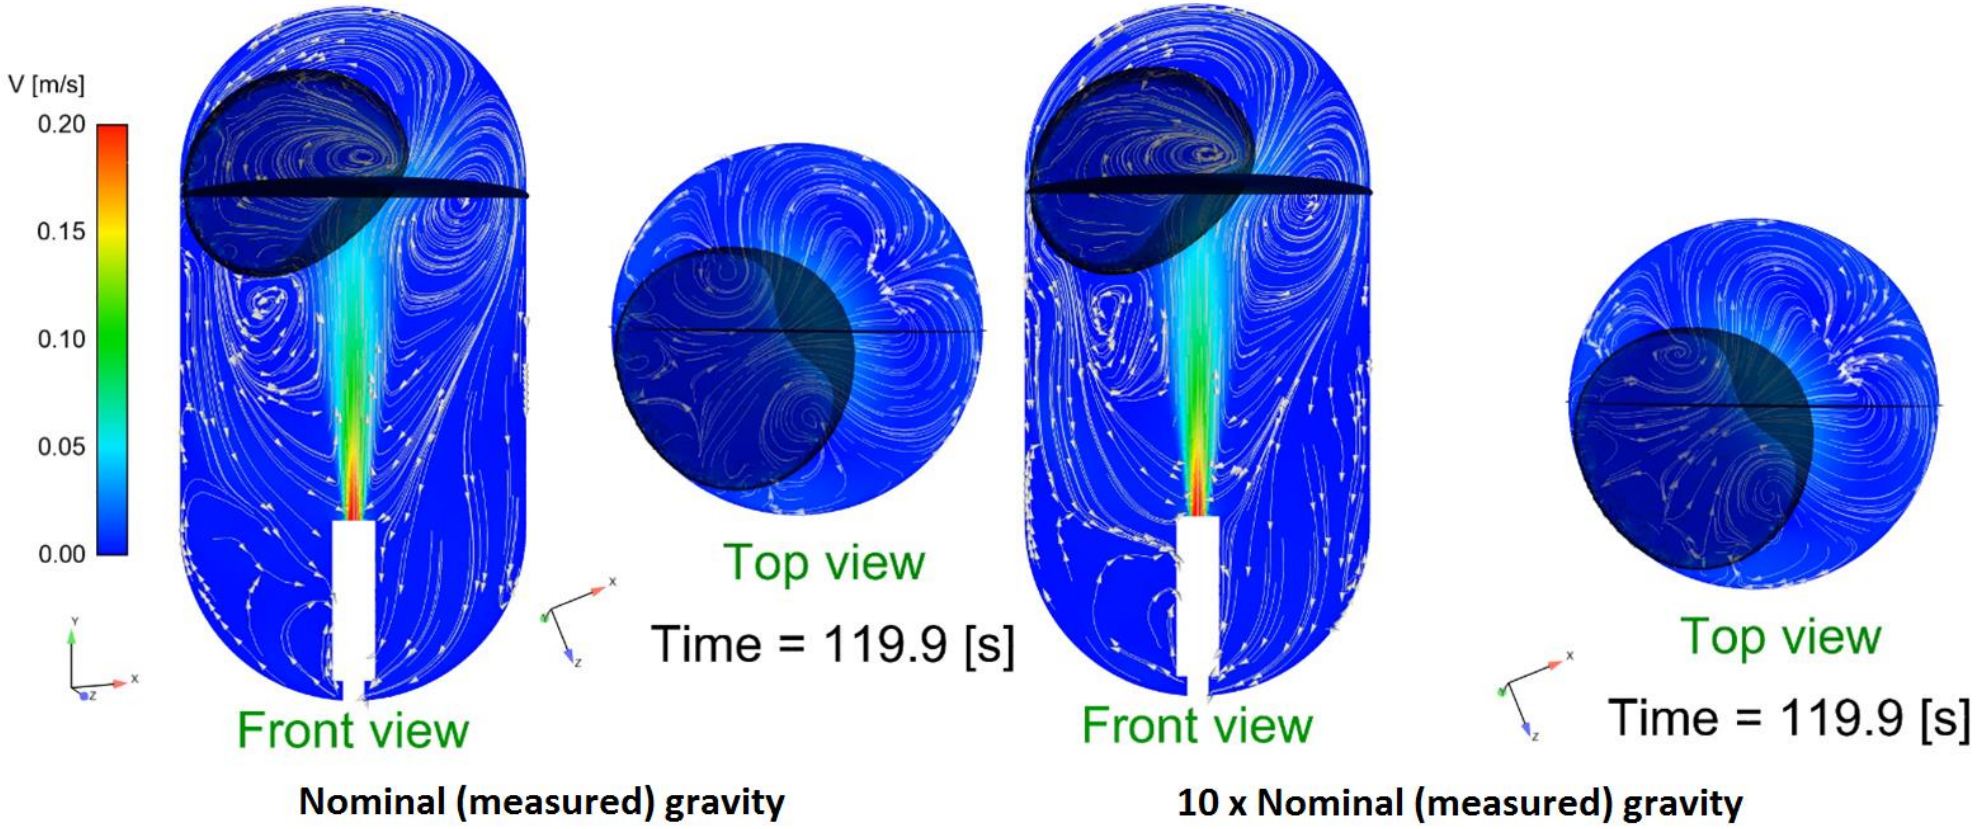 V [m/s]
0.20
0.15
0.10
0.05
0.00
Y
X
Z
Front view
X
Y
Z
Top view
Time = 119.9 [s]
Nominal (measured) gravity
Front view
X
Z
Top view
Time = 119.9 [s]
10 x Nominal (measured) gravity